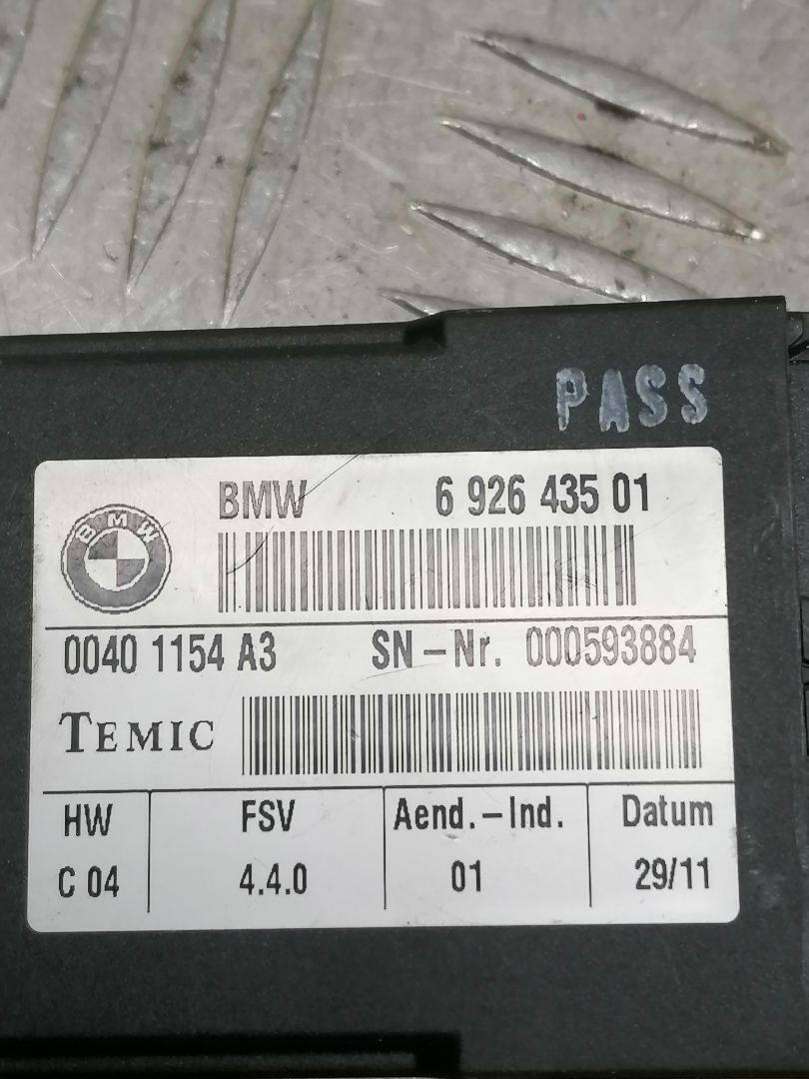 PASS
BMW 6 926 435 01
BMW
0040 1154 A3 SN-Nr. 000593884
TEMIC
HW FSV Aend.-Ind. Datum
C 04 4.4.0 01 29/11